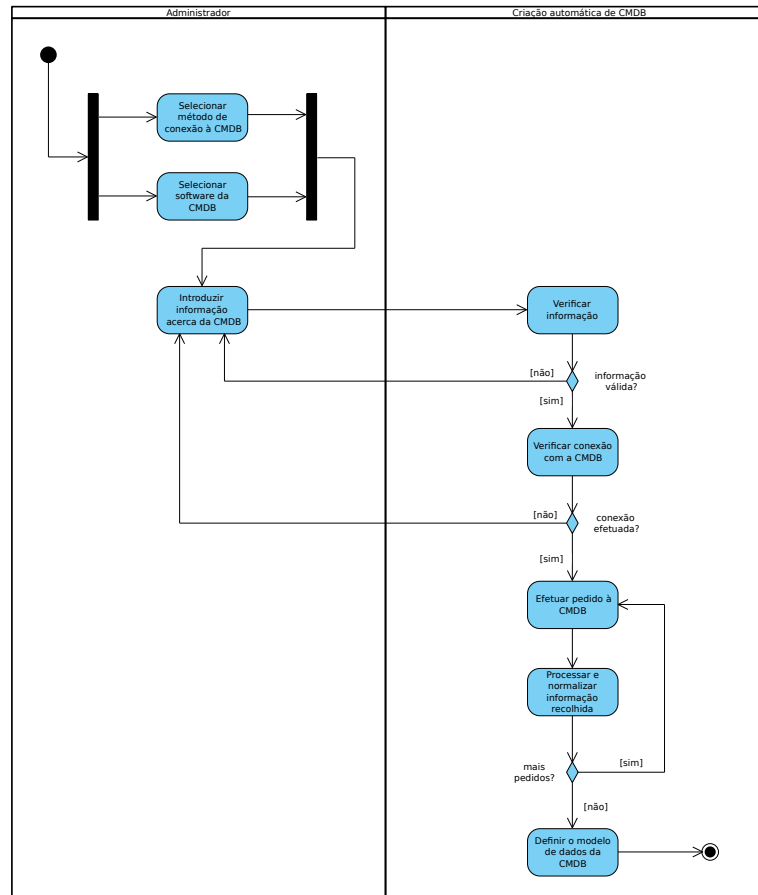 Administrador
Criação automática de CMDB
Selecionar
método de
conexão à CMDB
Selecionar
software da
CMDB
Introduzir
informação
acerca da CMDB
Verificar
informação
[não]
informação
válida?
[sim]
Verificar conexão
com a CMDB
[não]
conexão
efetuada?
[sim]
Efetuar pedido à
CMDB
Processar e
normalizar
informação
recolhida
mais
pedidos?
[sim]
[não]
Definir o modelo
de dados da
CMDB